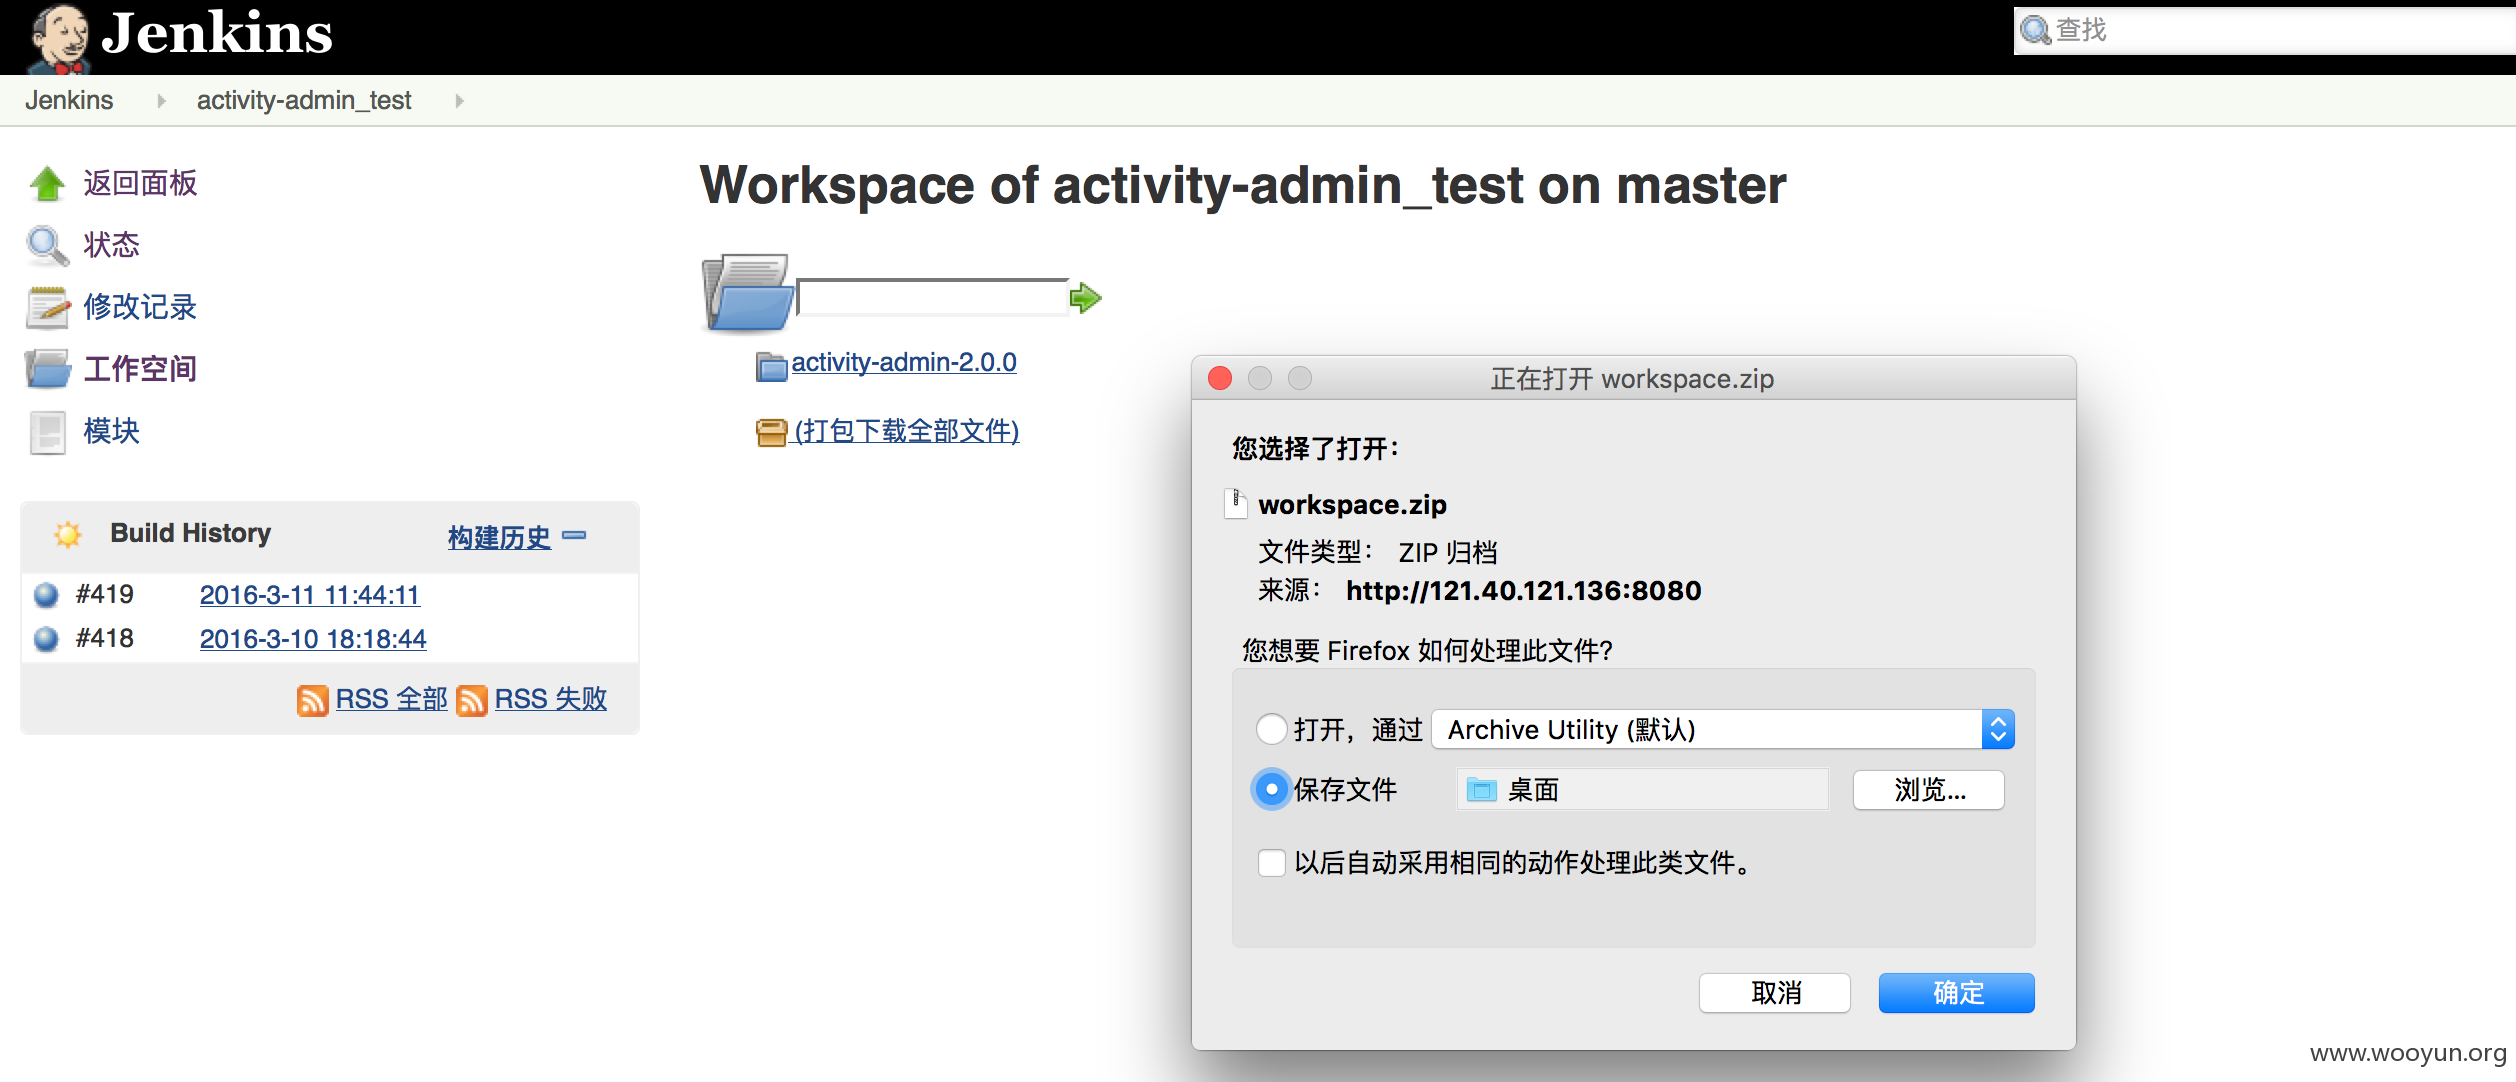 Jenkins
查找
Jenkins
activity-admin_test
返回面板
状态
修改记录
工作空间
模块
Build History 构建历史
#419 2016-3-11 11:44:11
#418 2016-3-10 18:18:44
RSS 全部 RSS 失败
Workspace of activity-admin_test on master
activity-admin-2.0.0
(打包下载全部文件)
正在打开 workspace.zip
您选择了打开：
workspace.zip
文件类型： ZIP 归档
来源： http://121.40.121.136:8080
您想要 Firefox 如何处理此文件?
打开，通过 Archive Utility (默认)
保存文件 桌面 浏览...
以后自动采用相同的动作处理此类文件。
取消 确定
www.wooyun.org